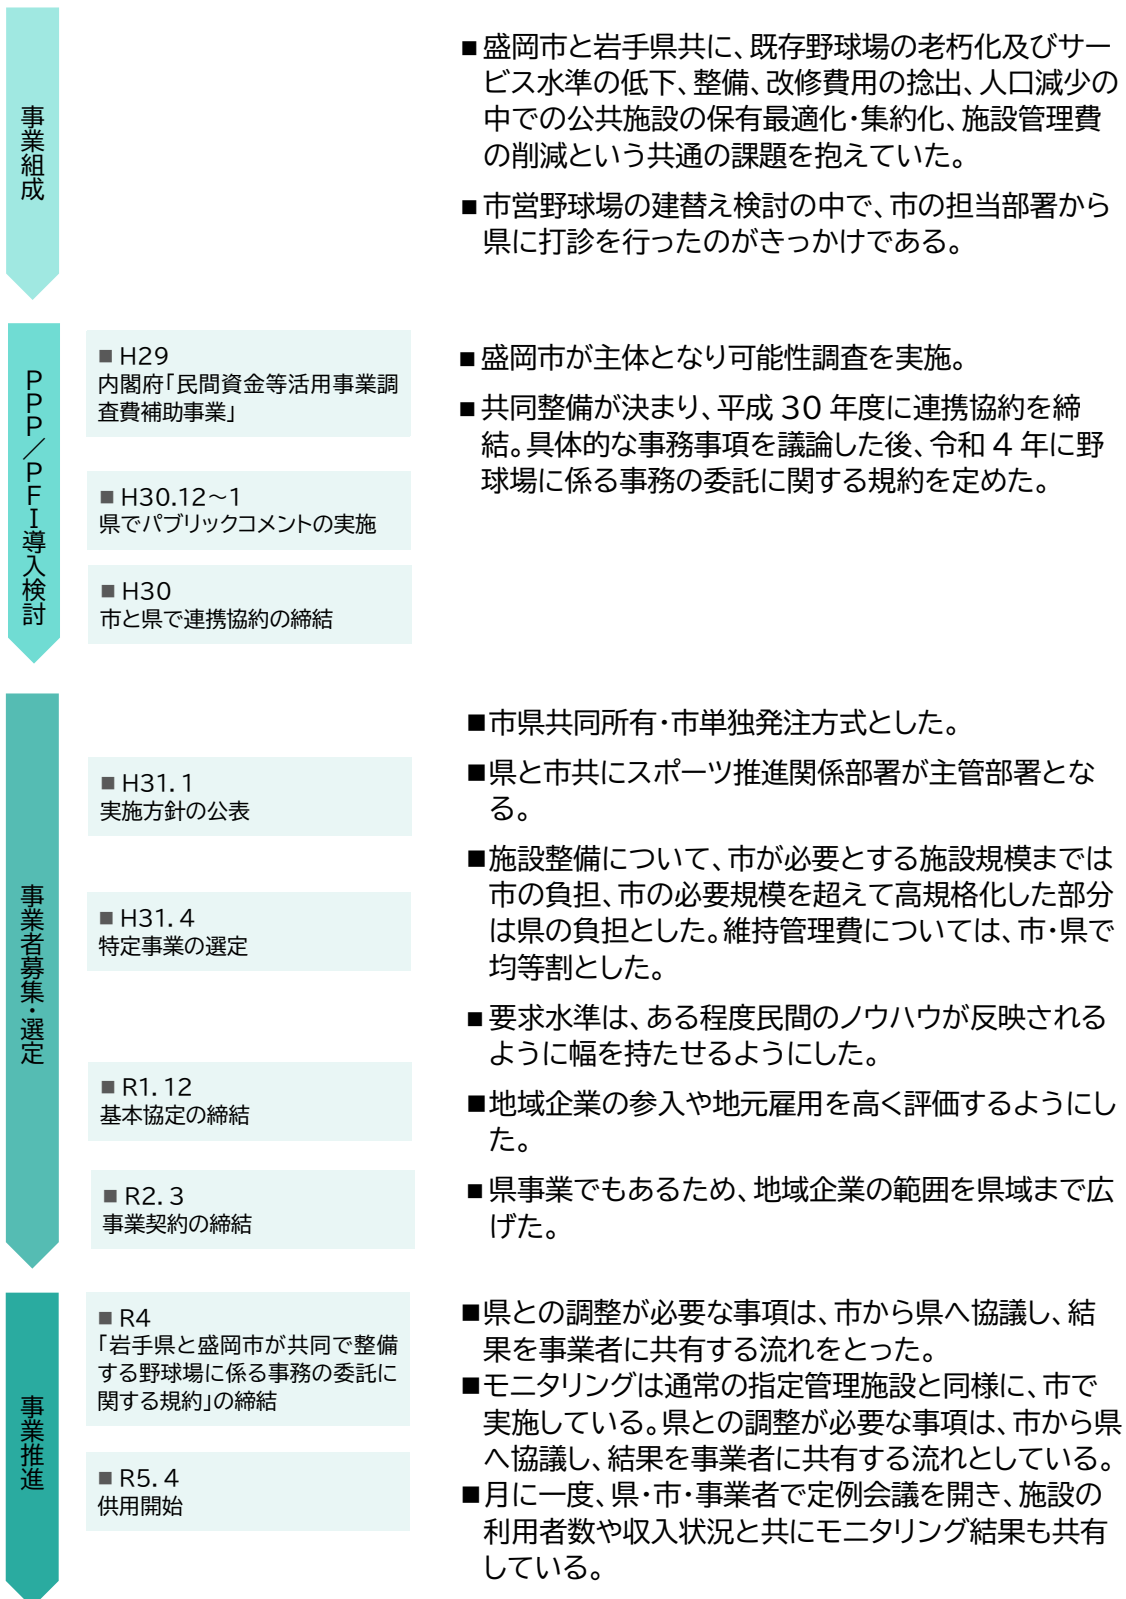 事業組成
■盛岡市と岩手県共に、既存野球場の老朽化及びサー
ビス水準の低下、整備、改修費用の捻出、人口減少の
中での公共施設の保有最適化・集約化、施設管理費
の削減という共通の課題を抱えていた。
■市営野球場の建替え検討の中で、市の担当部署から
県に打診を行ったのがきっかけである。
PPP／PFI導入検討
■ H29
内閣府「民間資金等活用事業調
査費補助事業」
■ H30.12～1
県でパブリックコメントの実施
■ H30
市と県で連携協約の締結
■盛岡市が主体となり可能性調査を実施。
■共同整備が決まり、平成 30 年度に連携協約を締
結。具体的な事務事項を議論した後、令和 4 年に野
球場に係る事務の委託に関する規約を定めた。
事業者募集・選定
■ H31.1
実施方針の公表
■ H31.4
特定事業の選定
■ R1.12
基本協定の締結
■ R2.3
事業契約の締結
■市県共同所有・市単独発注方式とした。
■県と市共にスポーツ推進関係部署が主管部署とな
る。
■施設整備について、市が必要とする施設規模までは
市の負担、市の必要規模を超えて高規格化した部分
は県の負担とした。維持管理費については、市・県で
均等割とした。
■要求水準は、ある程度民間のノウハウが反映される
ように幅を持たせるようにした。
■地域企業の参入や地元雇用を高く評価するようにし
た。
■県事業でもあるため、地域企業の範囲を県域まで広
げた。
事業推進
■ R4
「岩手県と盛岡市が共同で整備
する野球場に係る事務の委託に
関する規約」の締結
■ R5.4
供用開始
■県との調整が必要な事項は、市から県へ協議し、結
果を事業者に共有する流れをとった。
■モニタリングは通常の指定管理施設と同様に、市で
実施している。県との調整が必要な事項は、市から県
へ協議し、結果を事業者に共有する流れとしている。
■月に一度、県・市・事業者で定例会議を開き、施設の
利用者数や収入状況と共にモニタリング結果も共有
している。